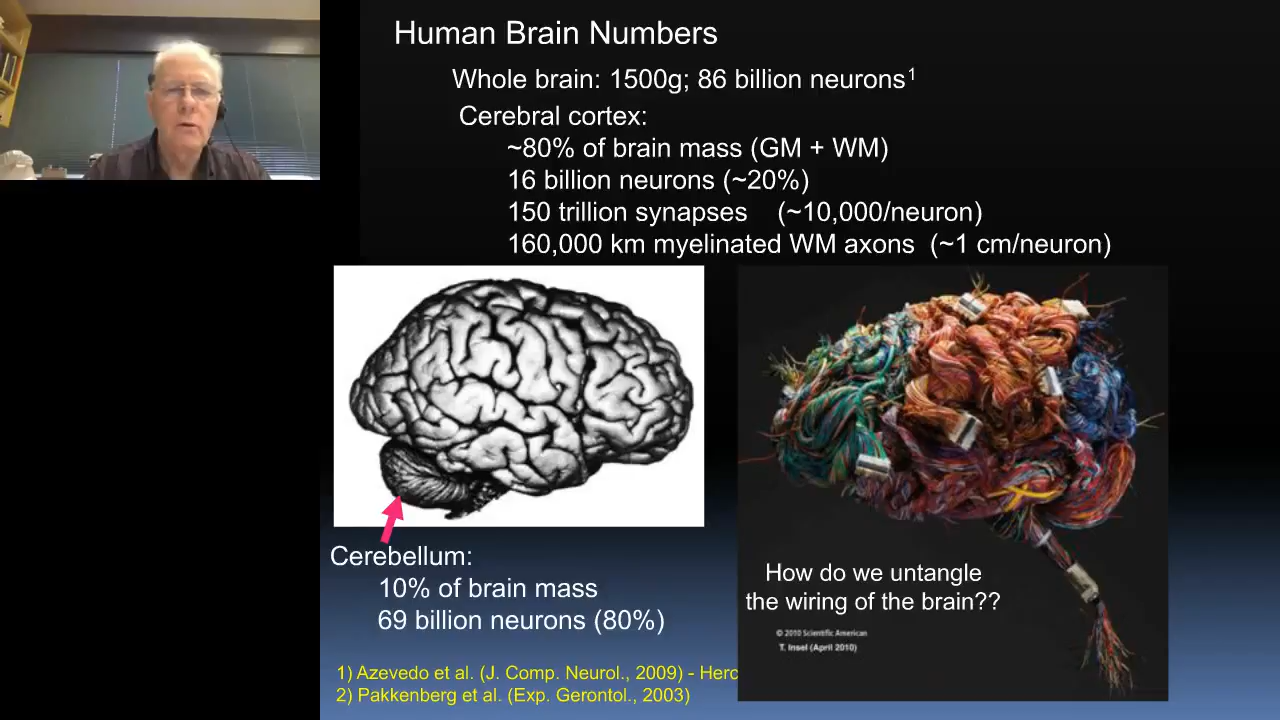 Human Brain Numbers
Whole brain: 1500g; 86 billion neurons1
Cerebral cortex:
~80% of brain mass (GM + WM)
16 billion neurons (~20%)
150 trillion synapses (~10,000/neuron)
160,000 km myelinated WM axons (~1 cm/neuron)
Cerebellum:
10% of brain mass
69 billion neurons (80%)
How do we untangle
the wiring of the brain??
© 2010 Scientific American
T. Insel (April 2010)
1) Azevedo et al. (J. Comp. Neurol., 2009) - Herc
2) Pakkenberg et al. (Exp. Gerontol., 2003)